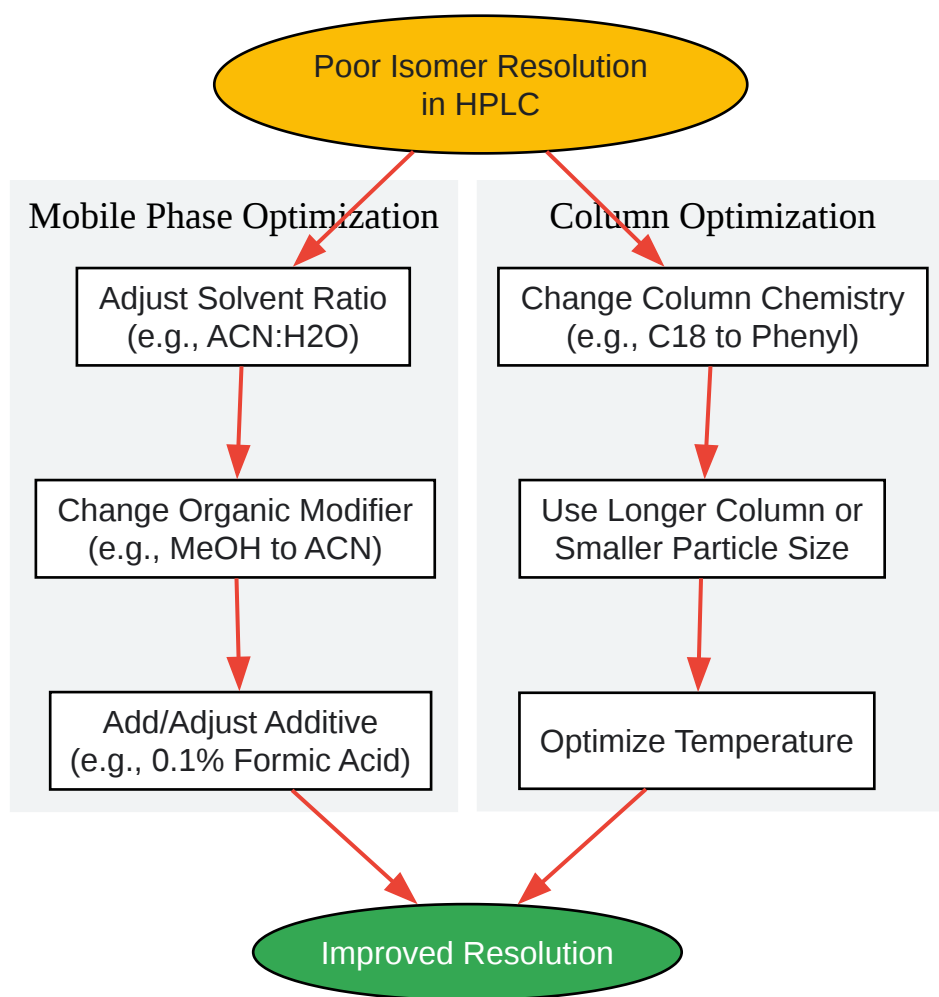 Poor Isomer Resolution
in HPLC
Mobile Phase Optimization
Adjust Solvent Ratio
(e.g., ACN:H2O)
Change Organic Modifier
(e.g., MeOH to ACN)
Add/Adjust Additive
(e.g., 0.1% Formic Acid)
Column Optimization
Change Column Chemistry
(e.g., C18 to Phenyl)
Use Longer Column or
Smaller Particle Size
Optimize Temperature
Improved Resolution